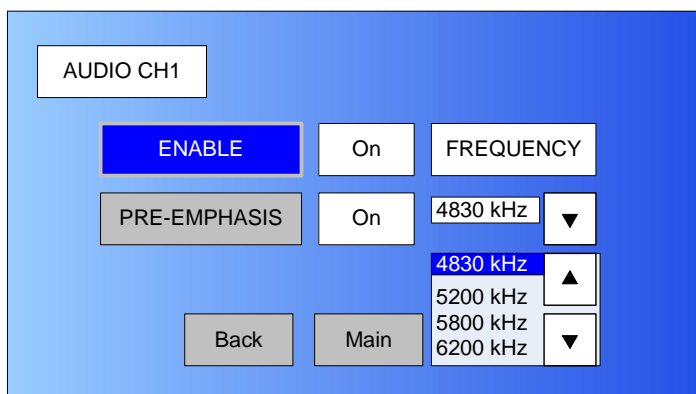 AUDIO CH1
ENABLE On FREQUENCY
PRE-EMPHASIS On 4830 kHz ▼
4830 kHz ▲
5200 kHz
5800 kHz
Back Main 6200 kHz ▼